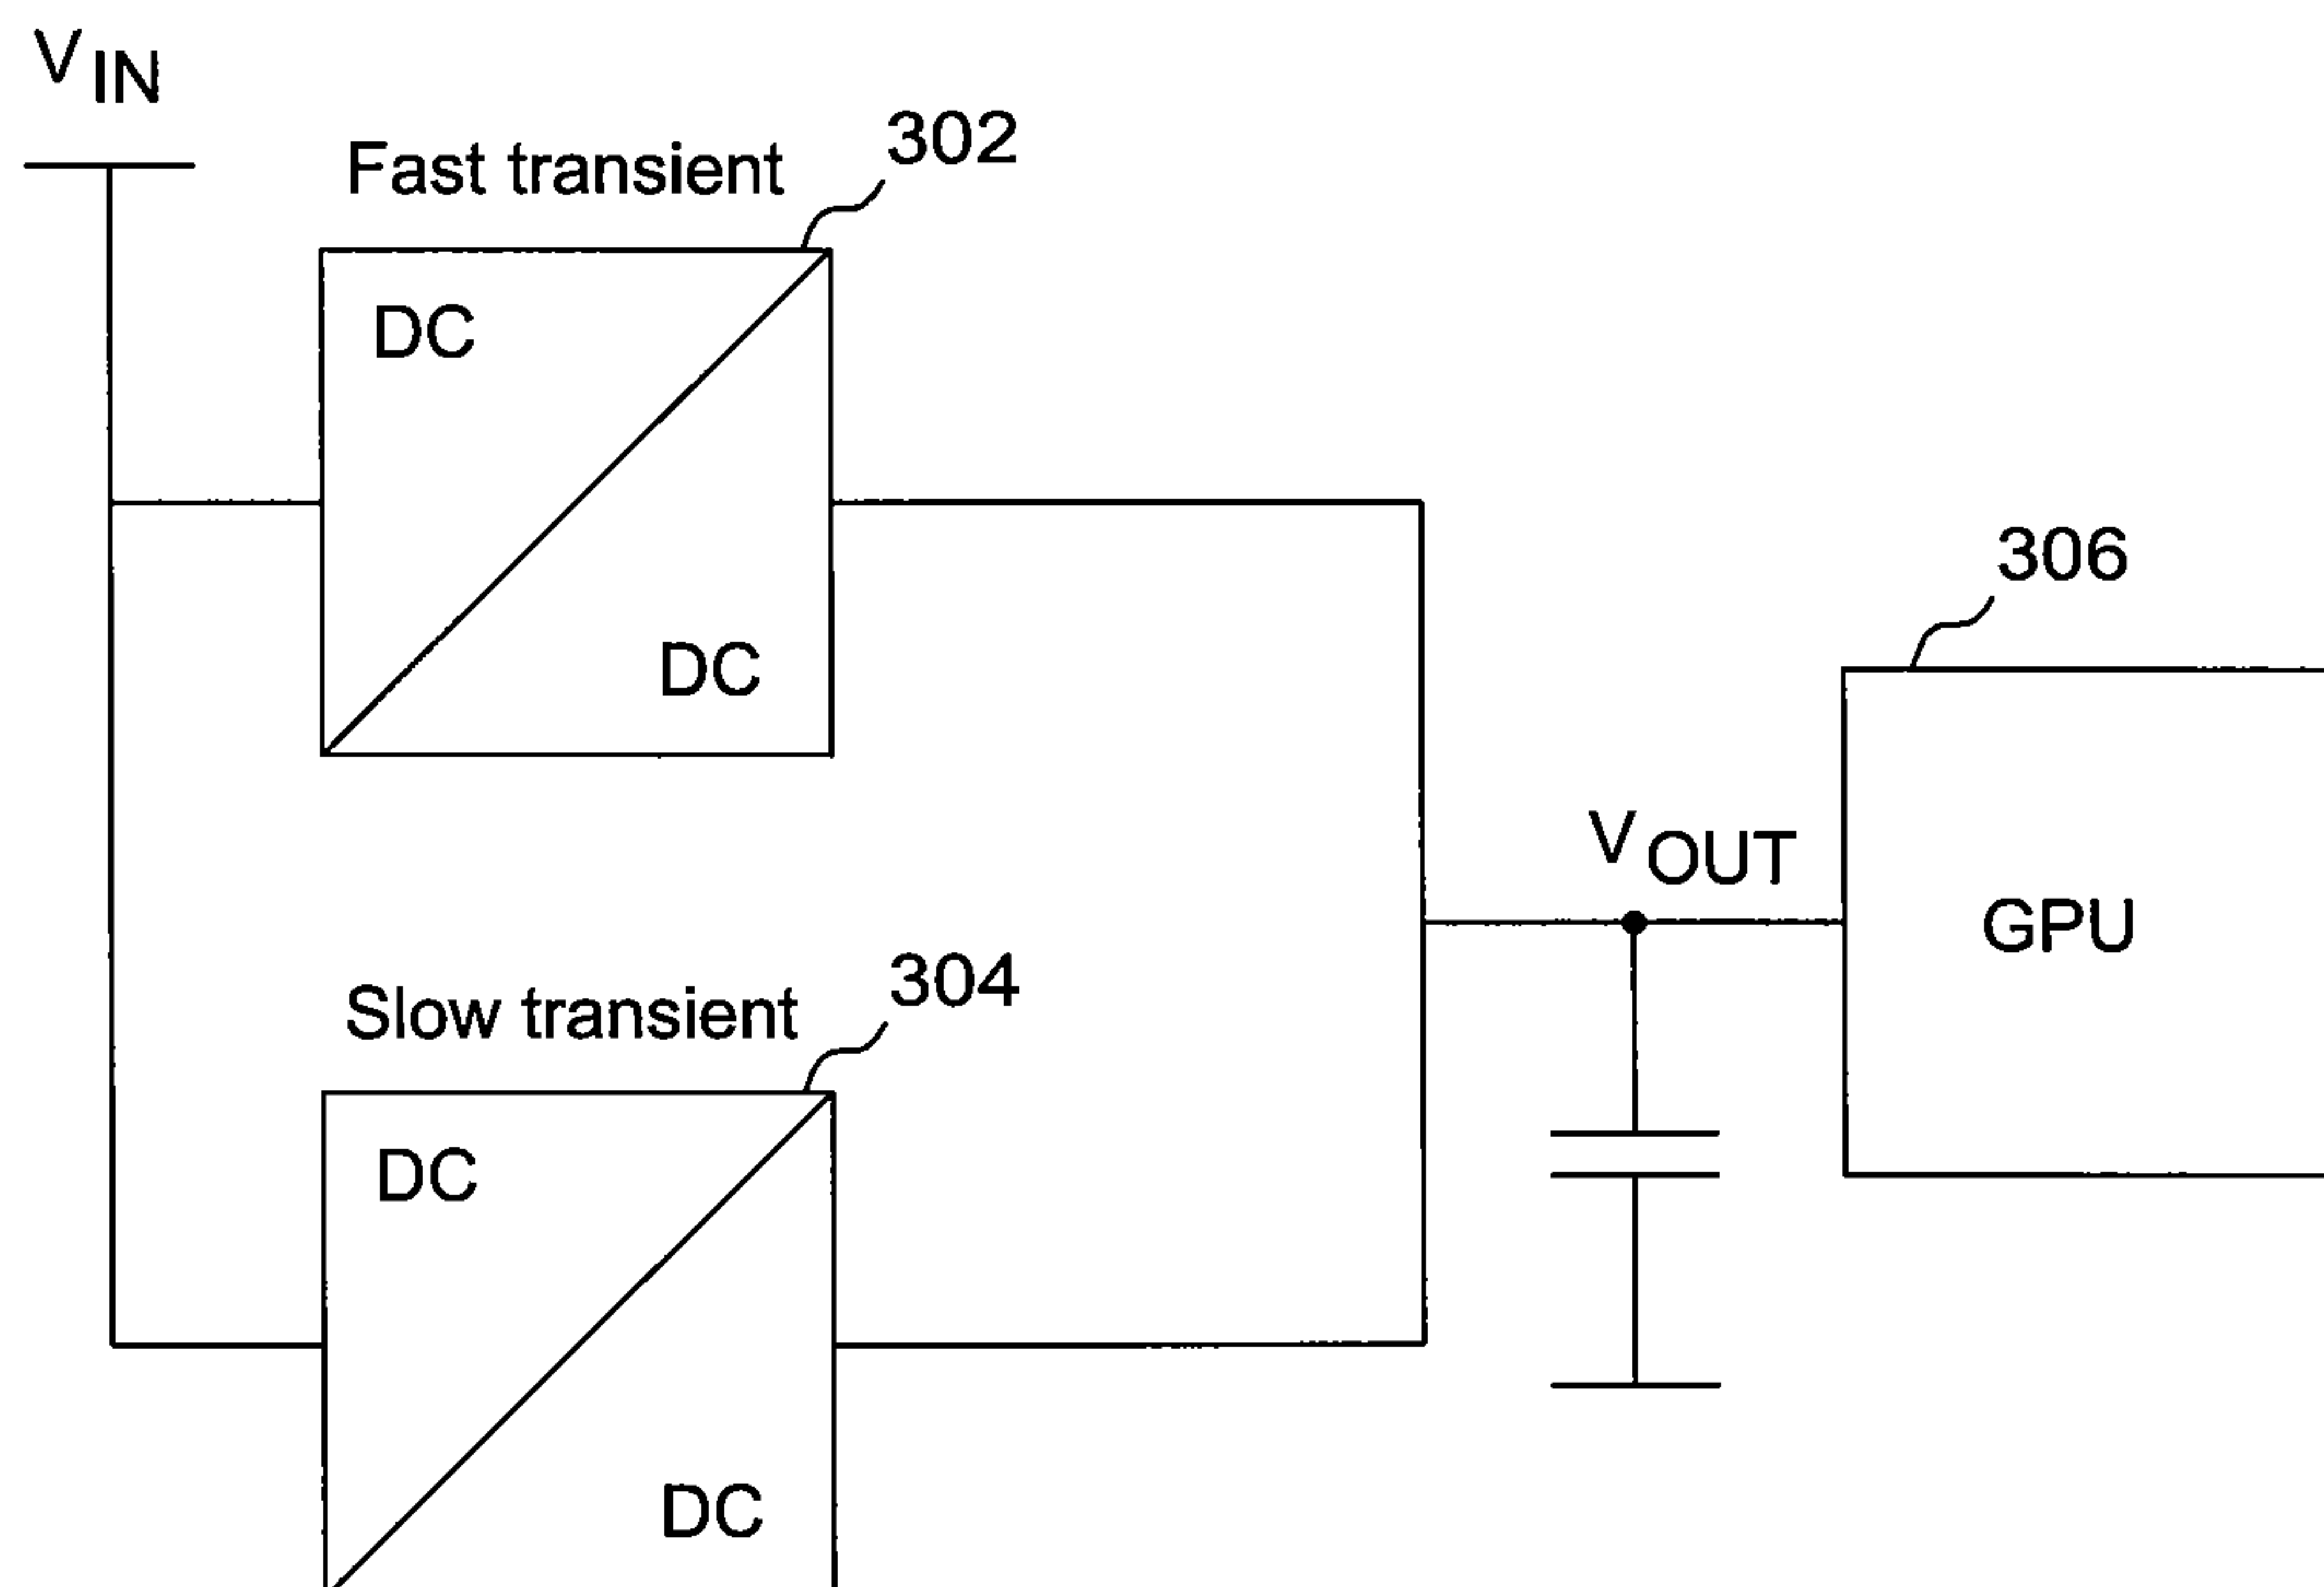 VIN
Fast transient
302
DC
DC
306
VOUT
GPU
Slow transient
304
DC
DC